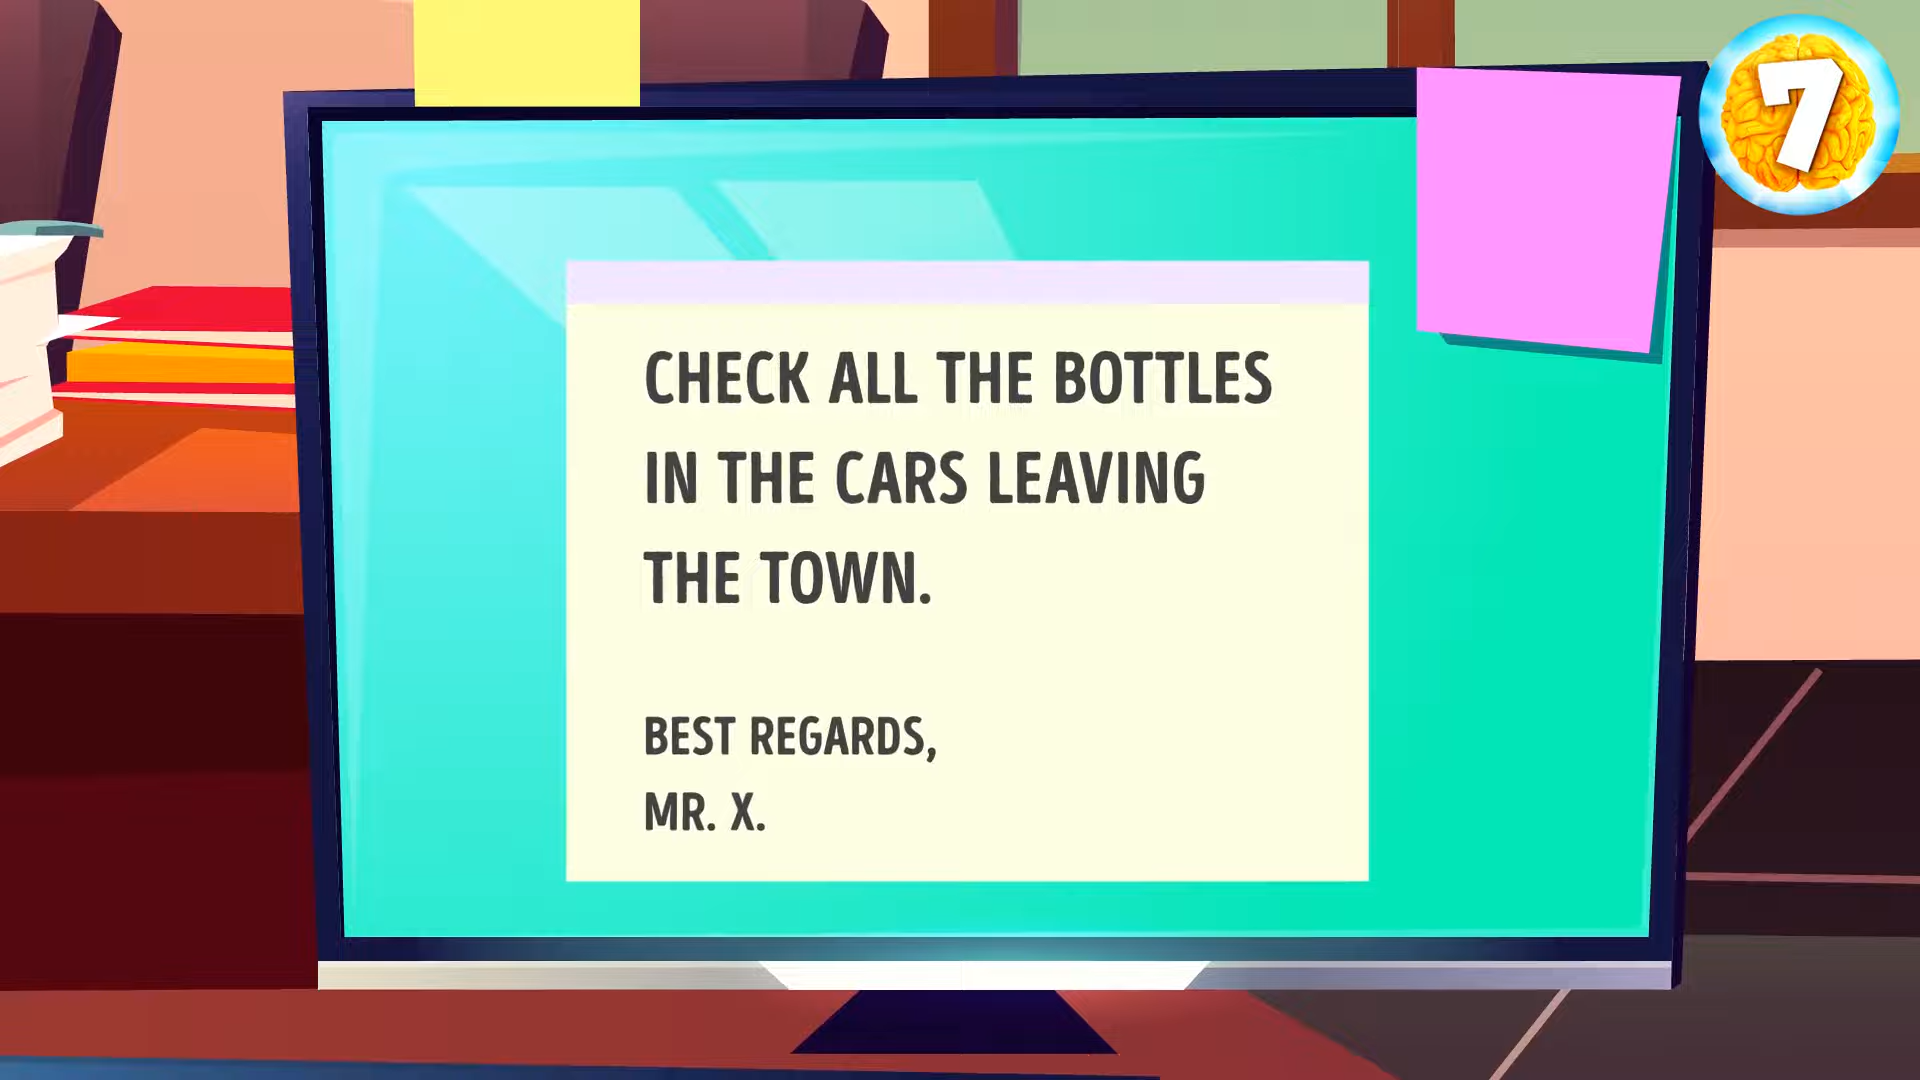 7
CHECK ALL THE BOTTLES
IN THE CARS LEAVING
THE TOWN.
BEST REGARDS,
MR. X.